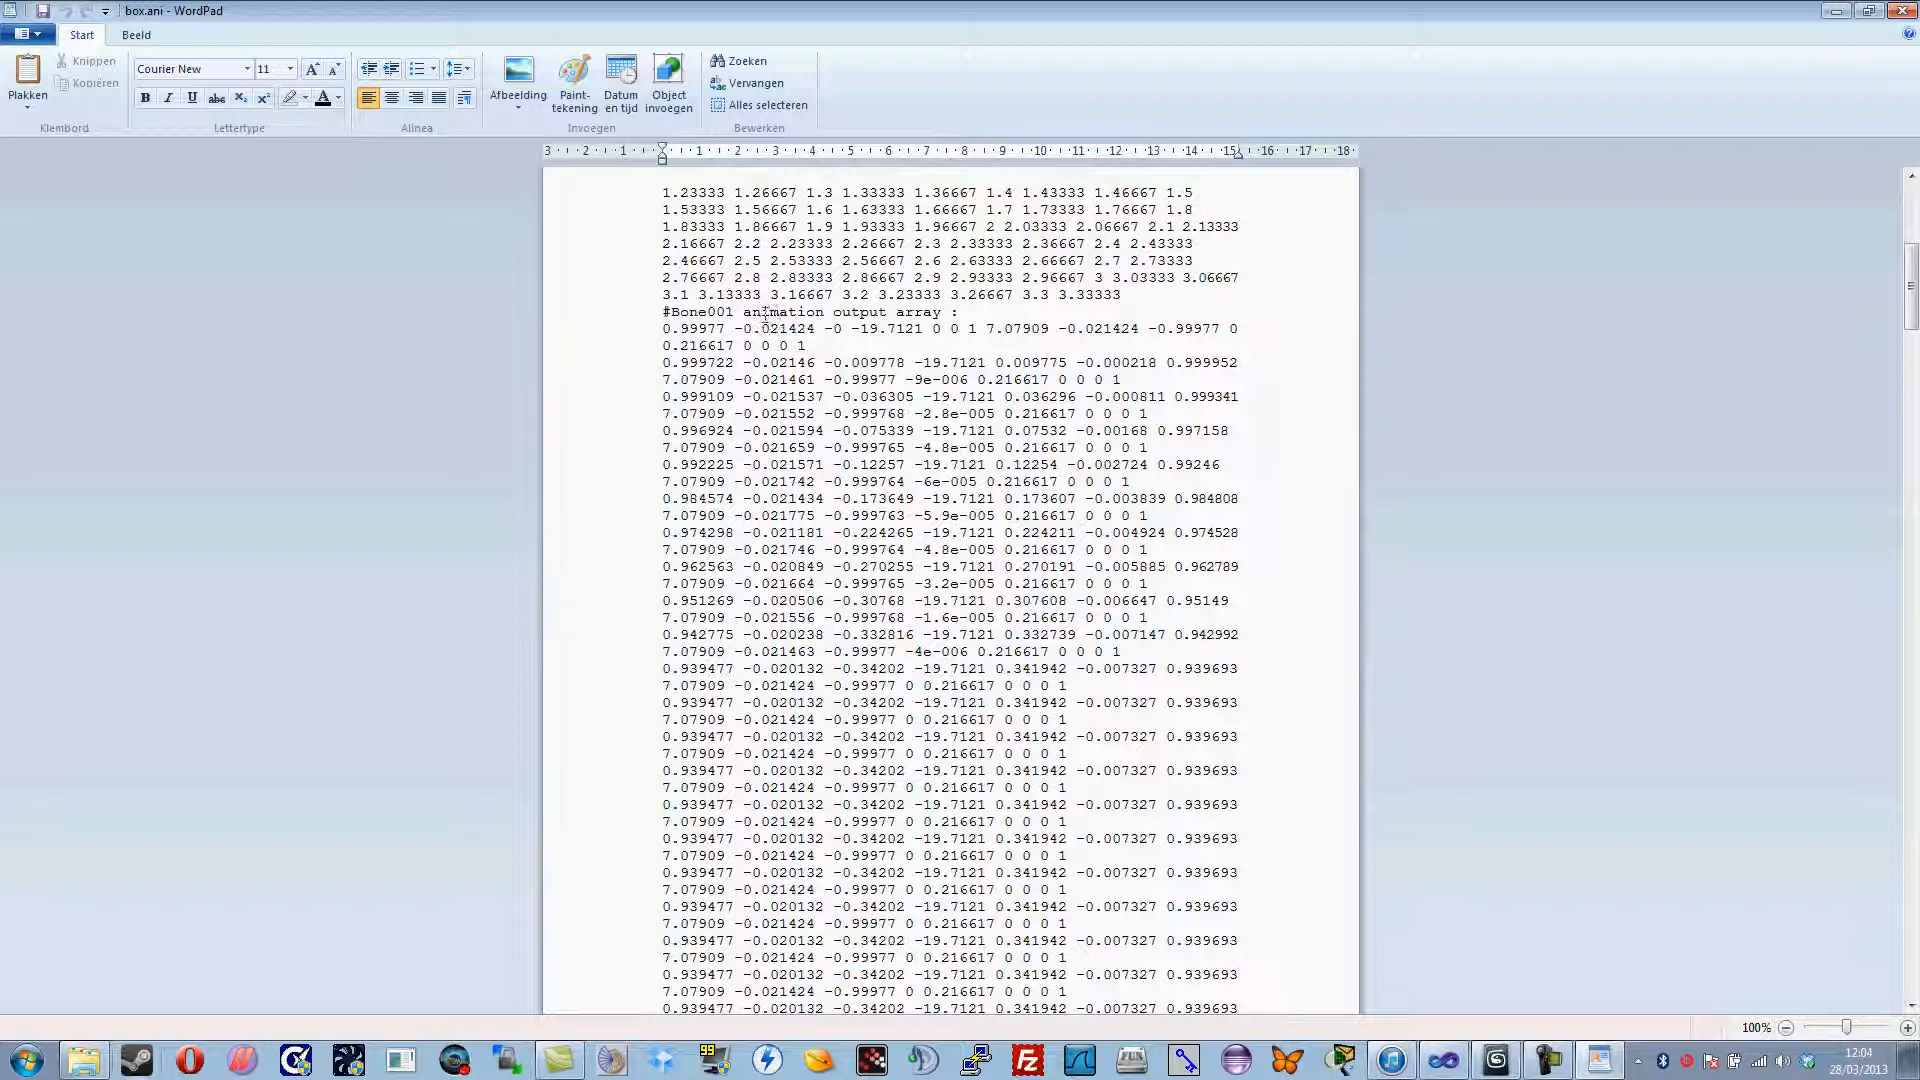 box.ani - WordPad
Start Beeld
Plakken
Knippen
Kopiëren
Klembord
Courier New 11
Lettertype
Alinea
Afbeelding
Paint-
tekening
Datum
en tijd
Object
invoegen
Invoegen
Zoeken
Vervangen
Alles selecteren
Bewerken
3 2 1 1 2 3 4 5 6 7 8 9 10 11 12 13 14 15 16 17 18
1.23333 1.26667 1.3 1.33333 1.36667 1.4 1.43333 1.46667 1.5
1.53333 1.56667 1.6 1.63333 1.66667 1.7 1.73333 1.76667 1.8
1.83333 1.86667 1.9 1.93333 1.96667 2 2.03333 2.06667 2.1 2.13333
2.16667 2.2 2.23333 2.26667 2.3 2.33333 2.36667 2.4 2.43333
2.46667 2.5 2.53333 2.56667 2.6 2.63333 2.66667 2.7 2.73333
2.76667 2.8 2.83333 2.86667 2.9 2.93333 2.96667 3 3.03333 3.06667
3.1 3.13333 3.16667 3.2 3.23333 3.26667 3.3 3.33333
#Bone001 animation output array :
0.99977 -0.021424 -0 -19.7121 0 0 1 7.07909 -0.021424 -0.99977 0
0.216617 0 0 0 1
0.999722 -0.02146 -0.009778 -19.7121 0.009775 -0.000218 0.999952
7.07909 -0.021461 -0.99977 -9e-006 0.216617 0 0 0 1
0.999109 -0.021537 -0.036305 -19.7121 0.036296 -0.000811 0.999341
7.07909 -0.021552 -0.999768 -2.8e-005 0.216617 0 0 0 1
0.996924 -0.021594 -0.075339 -19.7121 0.07532 -0.00168 0.997158
7.07909 -0.021659 -0.999765 -4.8e-005 0.216617 0 0 0 1
0.992225 -0.021571 -0.12257 -19.7121 0.12254 -0.002724 0.99246
7.07909 -0.021742 -0.999764 -6e-005 0.216617 0 0 0 1
0.984574 -0.021434 -0.173649 -19.7121 0.173607 -0.003839 0.984808
7.07909 -0.021775 -0.999763 -5.9e-005 0.216617 0 0 0 1
0.974298 -0.021181 -0.224265 -19.7121 0.224211 -0.004924 0.974528
7.07909 -0.021746 -0.999764 -4.8e-005 0.216617 0 0 0 1
0.962563 -0.020849 -0.270255 -19.7121 0.270191 -0.005885 0.962789
7.07909 -0.021664 -0.999765 -3.2e-005 0.216617 0 0 0 1
0.951269 -0.020506 -0.30768 -19.7121 0.307608 -0.006647 0.95149
7.07909 -0.021556 -0.999768 -1.6e-005 0.216617 0 0 0 1
0.942775 -0.020238 -0.332816 -19.7121 0.332739 -0.007147 0.942992
7.07909 -0.021463 -0.99977 -4e-006 0.216617 0 0 0 1
0.939477 -0.020132 -0.34202 -19.7121 0.341942 -0.007327 0.939693
7.07909 -0.021424 -0.99977 0 0.216617 0 0 0 1
0.939477 -0.020132 -0.34202 -19.7121 0.341942 -0.007327 0.939693
7.07909 -0.021424 -0.99977 0 0.216617 0 0 0 1
0.939477 -0.020132 -0.34202 -19.7121 0.341942 -0.007327 0.939693
7.07909 -0.021424 -0.99977 0 0.216617 0 0 0 1
0.939477 -0.020132 -0.34202 -19.7121 0.341942 -0.007327 0.939693
7.07909 -0.021424 -0.99977 0 0.216617 0 0 0 1
0.939477 -0.020132 -0.34202 -19.7121 0.341942 -0.007327 0.939693
7.07909 -0.021424 -0.99977 0 0.216617 0 0 0 1
0.939477 -0.020132 -0.34202 -19.7121 0.341942 -0.007327 0.939693
7.07909 -0.021424 -0.99977 0 0.216617 0 0 0 1
0.939477 -0.020132 -0.34202 -19.7121 0.341942 -0.007327 0.939693
7.07909 -0.021424 -0.99977 0 0.216617 0 0 0 1
0.939477 -0.020132 -0.34202 -19.7121 0.341942 -0.007327 0.939693
7.07909 -0.021424 -0.99977 0 0.216617 0 0 0 1
0.939477 -0.020132 -0.34202 -19.7121 0.341942 -0.007327 0.939693
7.07909 -0.021424 -0.99977 0 0.216617 0 0 0 1
0.939477 -0.020132 -0.34202 -19.7121 0.341942 -0.007327 0.939693
7.07909 -0.021424 -0.99977 0 0.216617 0 0 0 1
0.939477 -0.020132 -0.34202 -19.7121 0.341942 -0.007327 0.939693
100%
99
FUN
12:04
28/03/2013